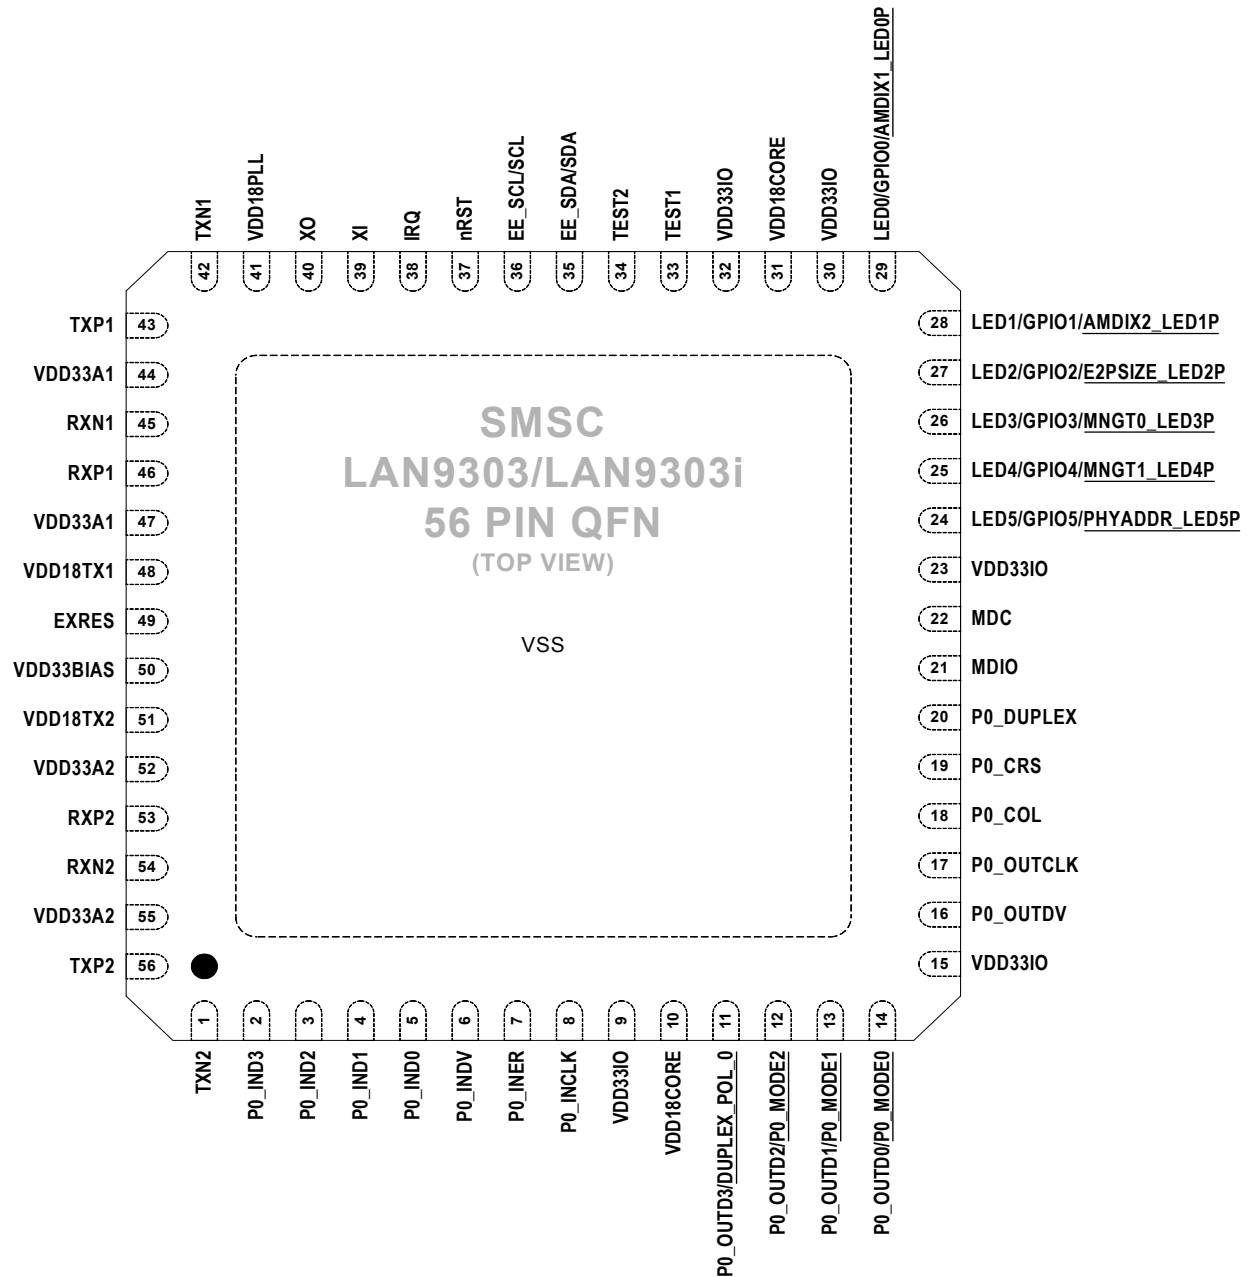 LED0/GPIO0/AMDIX1_LED0P
TXN1
VDD18PLL
XO
XI
IRQ
nRST
EE_SCL/SCL
EE_SDA/SDA
TEST2
TEST1
VDD33IO
VDD18CORE
VDD33IO
42
41
40
39
38
37
36
35
34
33
32
31
30
29
TXP1 43
VDD33A1 44
RXN1 45
RXP1 46
VDD33A1 47
VDD18TX1 48
EXRES 49
VDD33BIAS 50
VDD18TX2 51
VDD33A2 52
RXP2 53
RXN2 54
VDD33A2 55
TXP2 56
SMSC
LAN9303/LAN9303i
56 PIN QFN
(TOP VIEW)
VSS
28 LED1/GPIO1/AMDIX2_LED1P
27 LED2/GPIO2/E2PSIZE_LED2P
26 LED3/GPIO3/MNGT0_LED3P
25 LED4/GPIO4/MNGT1_LED4P
24 LED5/GPIO5/PHYADDR_LED5P
23 VDD33IO
22 MDC
21 MDIO
20 P0_DUPLEX
19 P0_CRS
18 P0_COL
17 P0_OUTCLK
16 P0_OUTDV
15 VDD33IO
1
2
3
4
5
6
7
8
9
10
11
12
13
14
TXN2
P0_IND3
P0_IND2
P0_IND1
P0_IND0
P0_INDV
P0_INER
P0_INCLK
VDD33IO
VDD18CORE
P0_OUTD3/DUPLEX_POL_0
P0_OUTD2/P0_MODE2
P0_OUTD1/P0_MODE1
P0_OUTD0/P0_MODE0